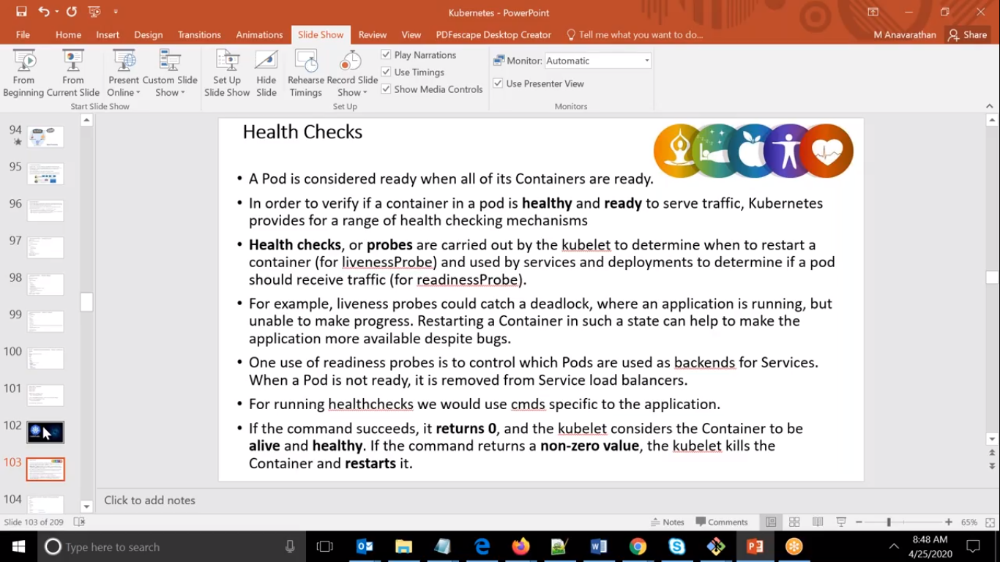 Kubernetes - PowerPoint
File Home Insert Design Transitions Animations Slide Show Review View PDFescape Desktop Creator Tell me what you want to do... M Anavarathan Share
From Beginning
From Current Slide
Present Online
Custom Slide Show
Set Up Slide Show
Hide Slide
Rehearse Timings
Record Slide Show
Play Narrations
Use Timings
Show Media Controls
Monitor: Automatic
Use Presenter View
Start Slide Show
Set Up
Monitors
94
95
96
97
98
99
100
101
102
103
104
Health Checks
• A Pod is considered ready when all of its Containers are ready.
• In order to verify if a container in a pod is healthy and ready to serve traffic, Kubernetes
provides for a range of health checking mechanisms
• Health checks, or probes are carried out by the kubelet to determine when to restart a
container (for livenessProbe) and used by services and deployments to determine if a pod
should receive traffic (for readinessProbe).
• For example, liveness probes could catch a deadlock, where an application is running, but
unable to make progress. Restarting a Container in such a state can help to make the
application more available despite bugs.
• One use of readiness probes is to control which Pods are used as backends for Services.
When a Pod is not ready, it is removed from Service load balancers.
• For running healthchecks we would use cmds specific to the application.
• If the command succeeds, it returns 0, and the kubelet considers the Container to be
alive and healthy. If the command returns a non-zero value, the kubelet kills the
Container and restarts it.
Click to add notes
Slide 103 of 209 Notes Comments 65%
Type here to search
8:48 AM
4/25/2020